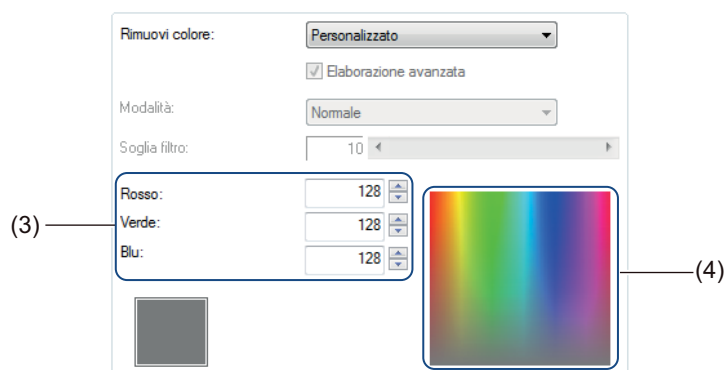 Rimuovi colore: Personalizzato
Elaborazione avanzata
Modalità: Normale
Soglia filtro: 10
Rosso: 128
(3) Verde: 128
Blu: 128
(4)